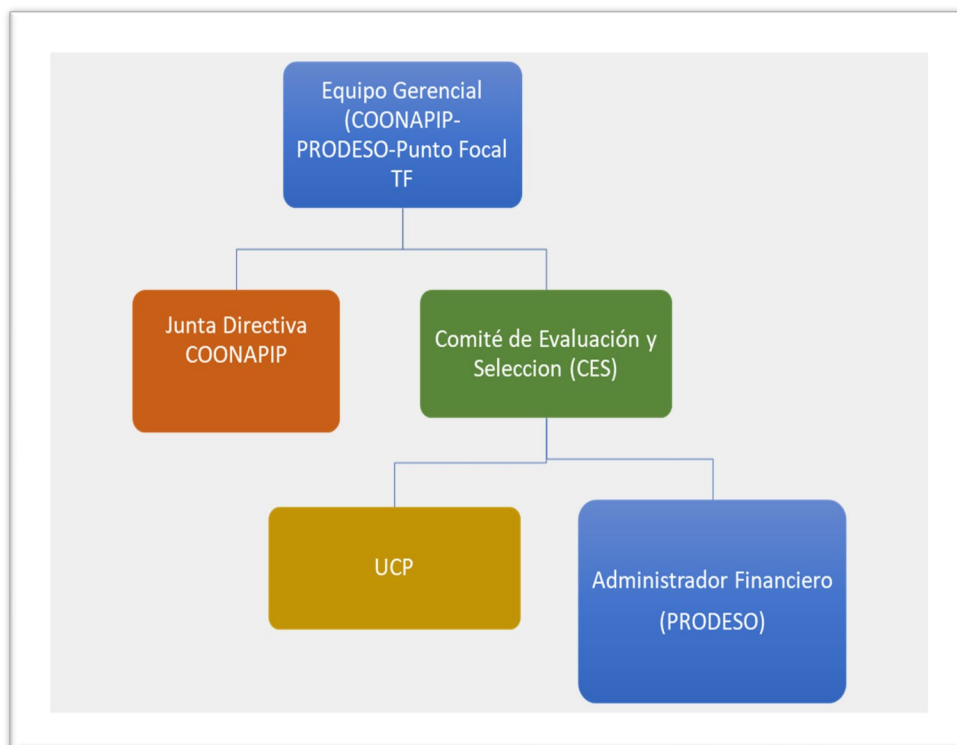 Equipo Gerencial
(COONAPIP-
PRODESO-Punto Focal
TF
Junta Directiva
COONAPIP
Comité de Evaluación y
Seleccion (CES)
UCP
Administrador Financiero
(PRODESO)